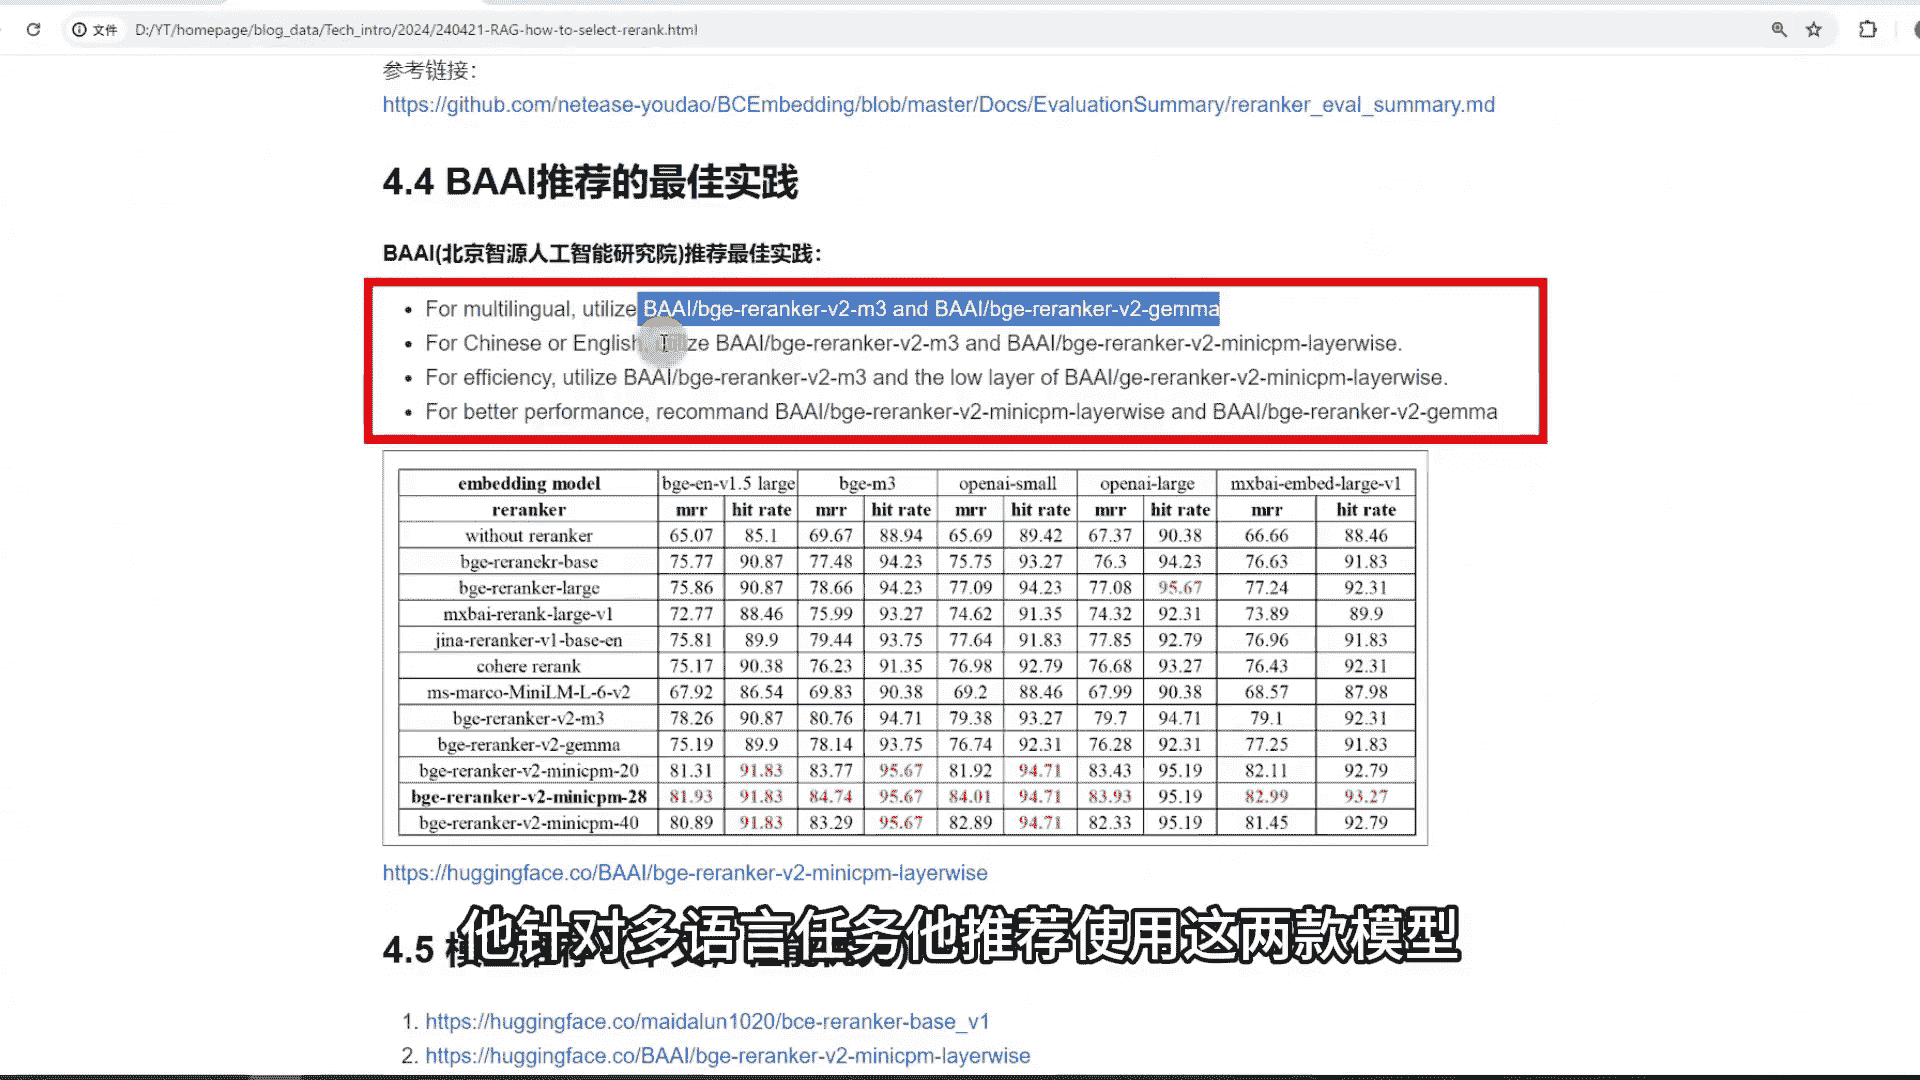 文件 D:/YT/homepage/blog_data/Tech_intro/2024/240421-RAG-how-to-select-rerank.html
参考链接：
https://github.com/netease-youdao/BCEmbedding/blob/master/Docs/EvaluationSummary/reranker_eval_summary.md
4.4 BAAI推荐的最佳实践
BAAI(北京智源人工智能研究院)推荐最佳实践：
• For multilingual, utilize BAAI/bge-reranker-v2-m3 and BAAI/bge-reranker-v2-gemma
• For Chinese or English, utilize BAAI/bge-reranker-v2-m3 and BAAI/bge-reranker-v2-minicpm-layerwise.
• For efficiency, utilize BAAI/bge-reranker-v2-m3 and the low layer of BAAI/ge-reranker-v2-minicpm-layerwise.
• For better performance, recommand BAAI/bge-reranker-v2-minicpm-layerwise and BAAI/bge-reranker-v2-gemma
embedding model bge-en-v1.5 large bge-m3 openai-small openai-large mxbai-embed-large-v1
reranker mrr hit rate mrr hit rate mrr hit rate mrr hit rate mrr hit rate
without reranker 65.07 85.1 69.67 88.94 65.69 89.42 67.37 90.38 66.66 88.46
bge-reranekr-base 75.77 90.87 77.48 94.23 75.75 93.27 76.3 94.23 76.63 91.83
bge-reranker-large 75.86 90.87 78.66 94.23 77.09 94.23 77.08 95.67 77.24 92.31
mxbai-rerank-large-v1 72.77 88.46 75.99 93.27 74.62 91.35 74.32 92.31 73.89 89.9
jina-reranker-v1-base-en 75.81 89.9 79.44 93.75 77.64 91.83 77.85 92.79 76.96 91.83
cohere rerank 75.17 90.38 76.23 91.35 76.98 92.79 76.68 93.27 76.43 92.31
ms-marco-MiniLM-L-6-v2 67.92 86.54 69.83 90.38 69.2 88.46 67.99 90.38 68.57 87.98
bge-reranker-v2-m3 78.26 90.87 80.76 94.71 79.38 93.27 79.7 94.71 79.1 92.31
bge-reranker-v2-gemma 75.19 89.9 78.14 93.75 76.74 92.31 76.28 92.31 77.25 91.83
bge-reranker-v2-minicpm-20 81.31 91.83 83.77 95.67 81.92 94.71 83.43 95.19 82.11 92.79
bge-reranker-v2-minicpm-28 81.93 91.83 84.74 95.67 84.01 94.71 83.93 95.19 82.99 93.27
bge-reranker-v2-minicpm-40 80.89 91.83 83.29 95.67 82.89 94.71 82.33 95.19 81.45 92.79
https://huggingface.co/BAAI/bge-reranker-v2-minicpm-layerwise
他针对多语言任务他推荐使用这两款模型
4.5
1. https://huggingface.co/maidalun1020/bce-reranker-base_v1
2. https://huggingface.co/BAAI/bge-reranker-v2-minicpm-layerwise